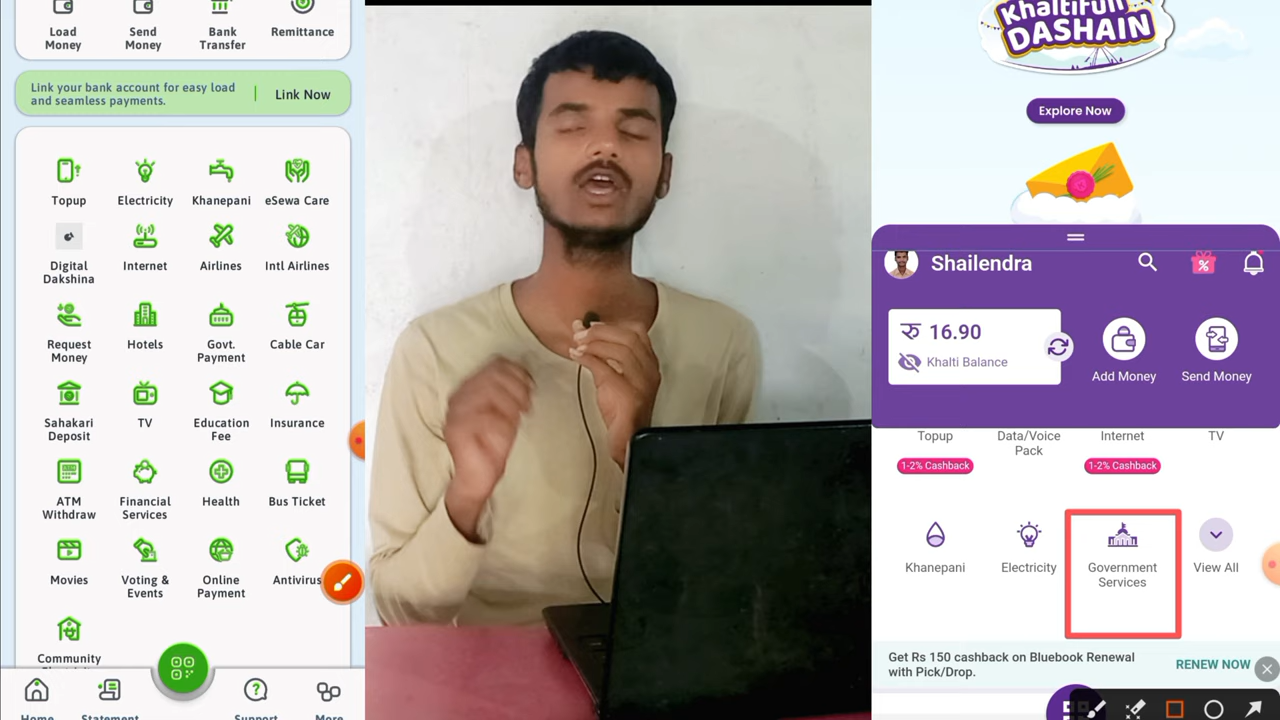 Load
Money
Send
Money
Bank
Transfer
Remittance
Link your bank account for easy load
and seamless payments.
Link Now
Topup
Electricity
Khanepani
eSewa Care
Digital
Dakshina
Internet
Airlines
Intl Airlines
Request
Money
Hotels
Govt.
Payment
Cable Car
Sahakari
Deposit
TV
Education
Fee
Insurance
ATM
Withdraw
Financial
Services
Health
Bus Ticket
Movies
Voting &
Events
Online
Payment
Antivirus
Community
Home
Statement
Support
More
KhaltiFun
DASHAIN
Explore Now
Shailendra
रु 16.90
Khalti Balance
Add Money
Send Money
Topup
1-2% Cashback
Data/Voice
Pack
Internet
1-2% Cashback
TV
Khanepani
Electricity
Government
Services
View All
Get Rs 150 cashback on Bluebook Renewal
with Pick/Drop.
RENEW NOW